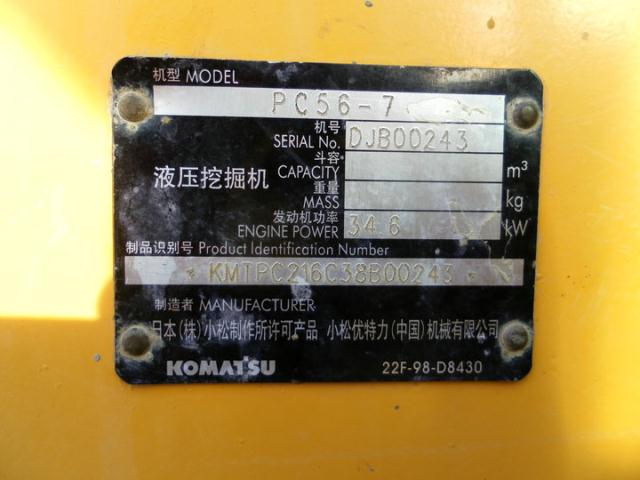 机型 MODEL
PC56-7
机号
SERIAL No. DJB00243
斗容
CAPACITY m³
液压挖掘机
重量
MASS kg
发动机功率
ENGINE POWER 34.6 kW
制品识别号 Product Identification Number
* KMTPC216C38B00243 *
制造者 MANUFACTURER
日本(株)小松制作所许可产品 小松优特力(中国)机械有限公司
KOMATSU 22F-98-D8430